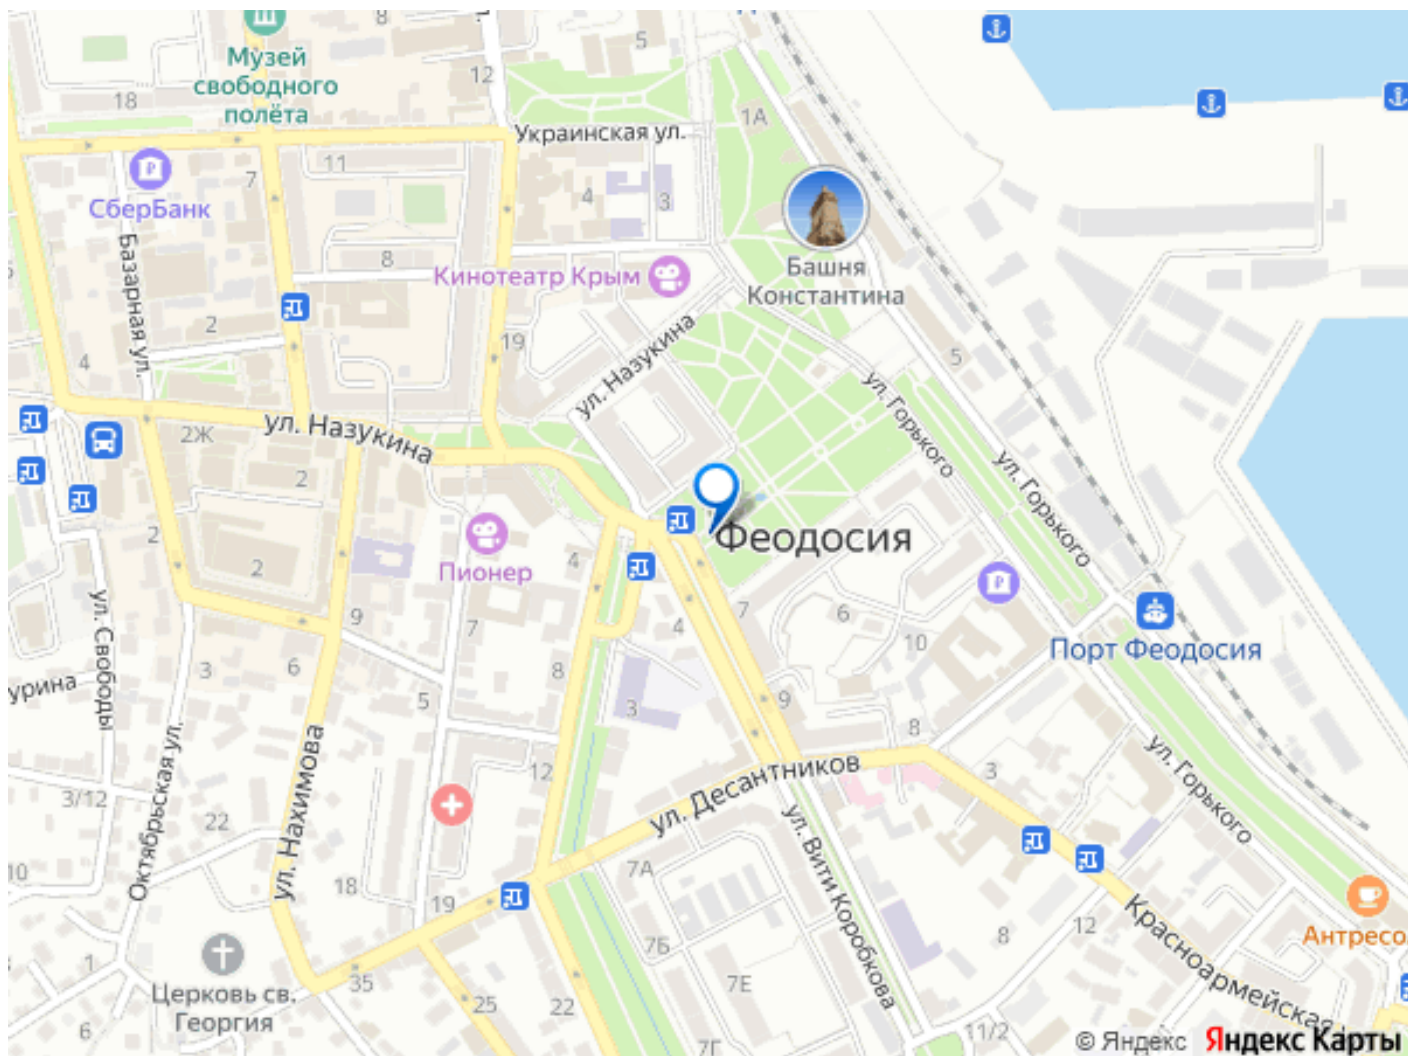 8
5
Музей
свободного
полёта
12
18
1А
Украинская ул.
11
7
4
3
СберБанк
Базарная ул.
8
Кинотеатр Крым
Башня
Константина
2
19
ул. Назукина
4
5
ул. Горького
2Ж
ул. Назукина
2
ул. Горького
2
Феодосия
Пионер
4
2
9
7
4
7
6
10
Порт Феодосия
ул. Свободы
3
6
8
5
3
9
8
урина
Октябрьская ул.
ул. Нахимова
12
ул. Десантников
3
ул. Горького
3/12
22
ул. Вити Коробкова
10
18
7А
19
12
Красноармейская
8
7Б
Антресо
1
Церковь св.
Георгия
35
25
22
7Е
6
7Г
11/2
© Яндекс Яндекс Карты